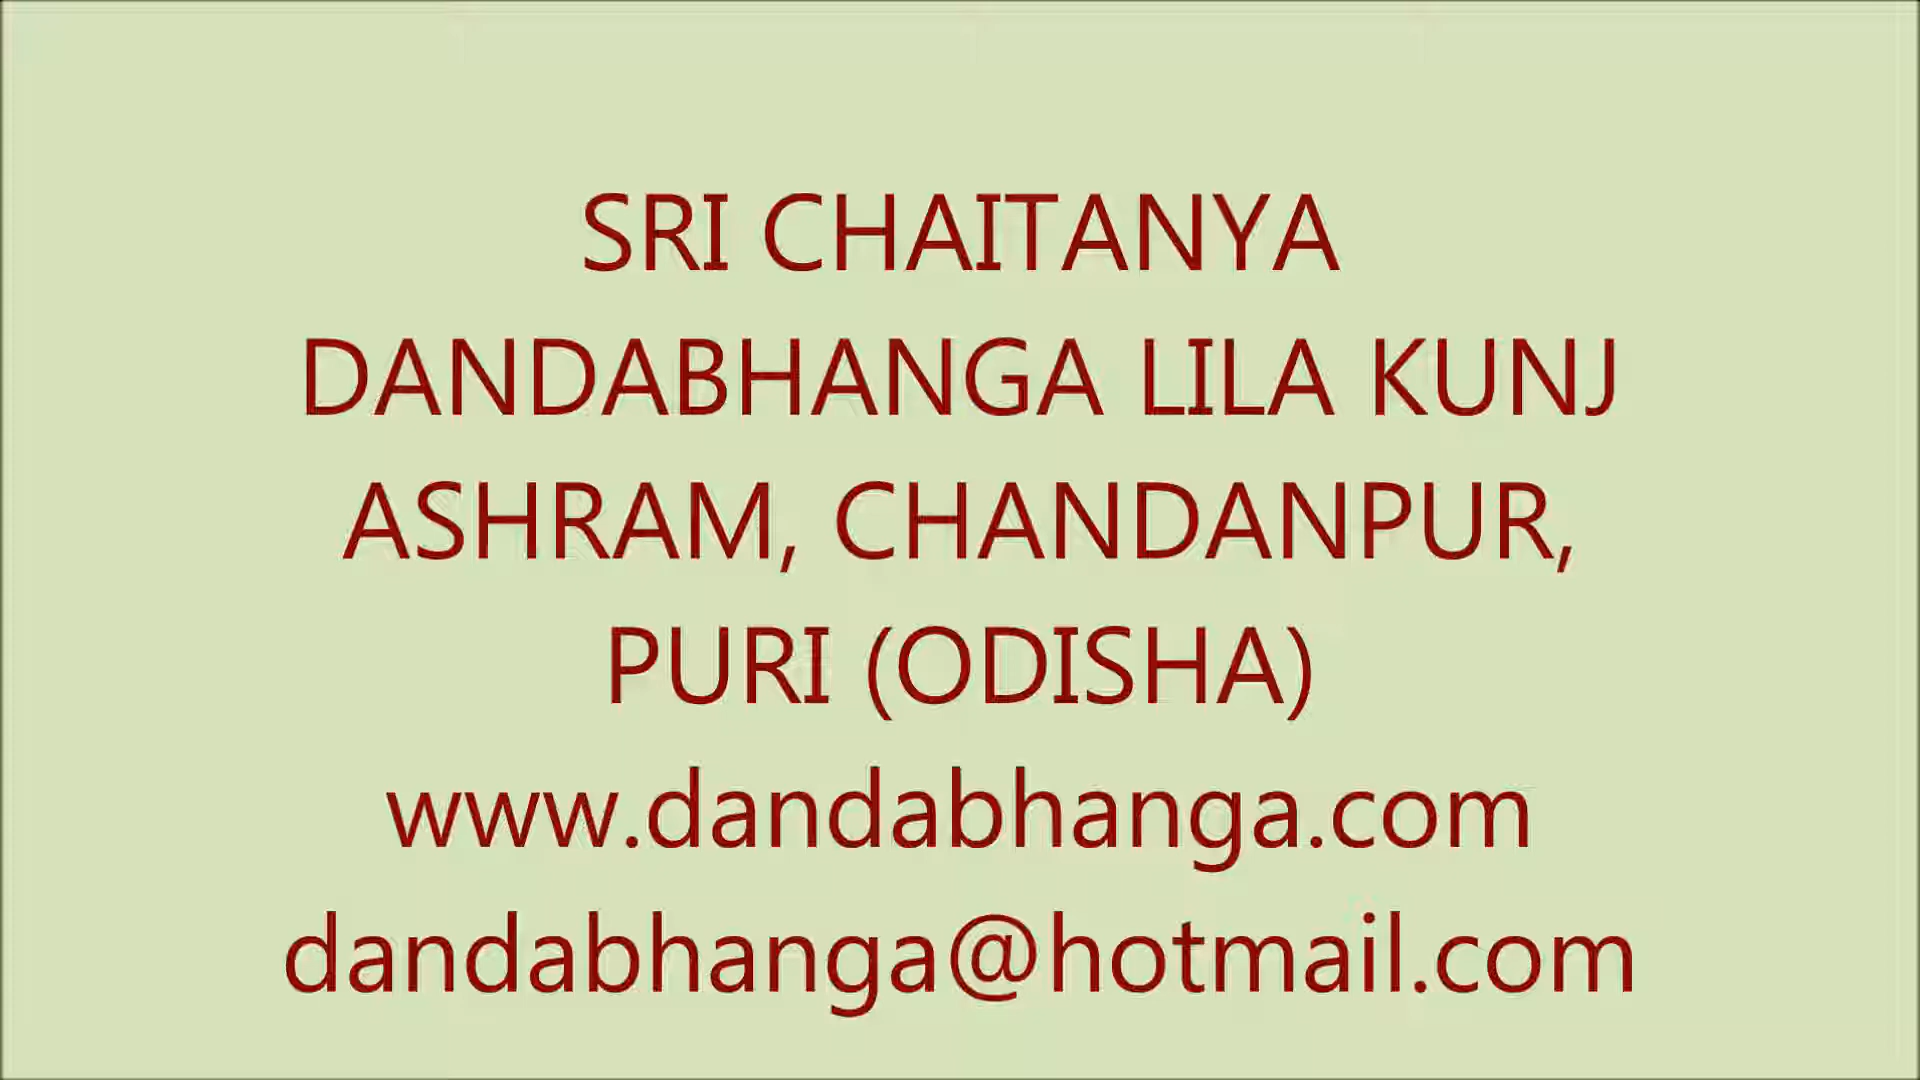 SRI CHAITANYA
DANDABHANGA LILA KUNJ
ASHRAM, CHANDANPUR,
PURI (ODISHA)
www.dandabhanga.com
dandabhanga@hotmail.com